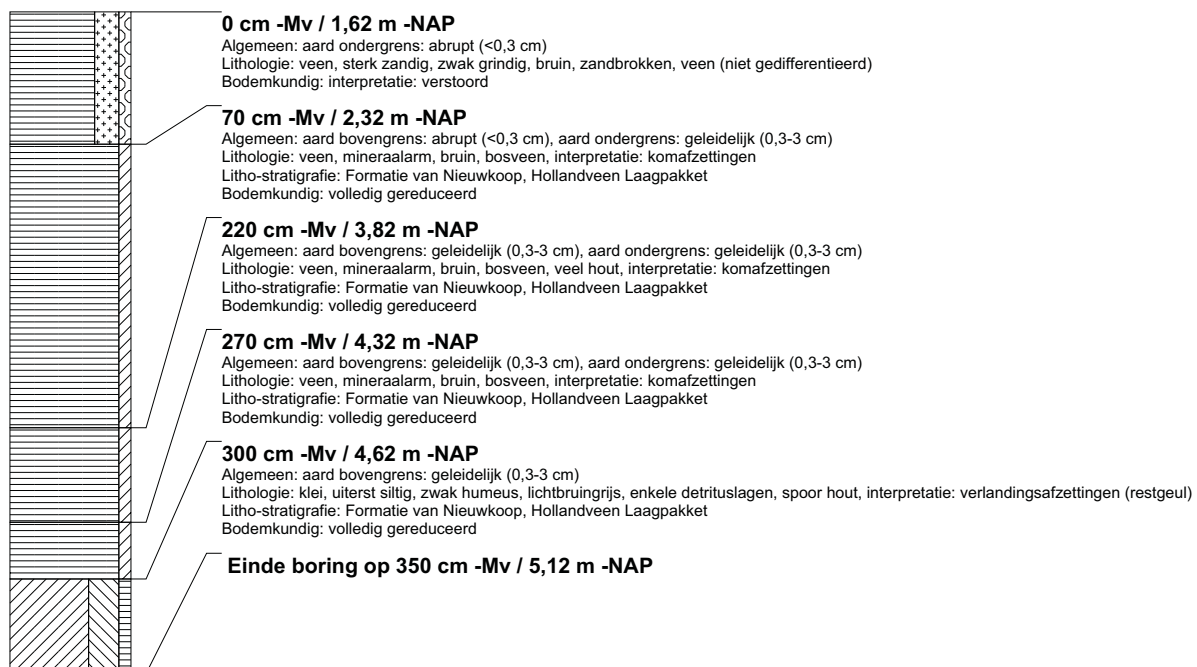 0 cm -Mv / 1,62 m -NAP
Algemeen: aard ondergrens: abrupt (<0,3 cm)
Lithologie: veen, sterk zandig, zwak grindig, bruin, zandbrokken, veen (niet gedifferentieerd)
Bodemkundig: interpretatie: verstoord
70 cm -Mv / 2,32 m -NAP
Algemeen: aard bovengrens: abrupt (<0,3 cm), aard ondergrens: geleidelijk (0,3-3 cm)
Lithologie: veen, mineraalarm, bruin, bosveen, interpretatie: komafzettingen
Litho-stratigrafie: Formatie van Nieuwkoop, Hollandveen Laagpakket
Bodemkundig: volledig gereduceerd
220 cm -Mv / 3,82 m -NAP
Algemeen: aard bovengrens: geleidelijk (0,3-3 cm), aard ondergrens: geleidelijk (0,3-3 cm)
Lithologie: veen, mineraalarm, bruin, bosveen, veel hout, interpretatie: komafzettingen
Litho-stratigrafie: Formatie van Nieuwkoop, Hollandveen Laagpakket
Bodemkundig: volledig gereduceerd
270 cm -Mv / 4,32 m -NAP
Algemeen: aard bovengrens: geleidelijk (0,3-3 cm), aard ondergrens: geleidelijk (0,3-3 cm)
Lithologie: veen, mineraalarm, bruin, bosveen, interpretatie: komafzettingen
Litho-stratigrafie: Formatie van Nieuwkoop, Hollandveen Laagpakket
Bodemkundig: volledig gereduceerd
300 cm -Mv / 4,62 m -NAP
Algemeen: aard bovengrens: geleidelijk (0,3-3 cm)
Lithologie: klei, uiterst siltig, zwak humeus, lichtbruingrijs, enkele detrituslagen, spoor hout, interpretatie: verlandingsafzettingen (restgeul)
Litho-stratigrafie: Formatie van Nieuwkoop, Hollandveen Laagpakket
Bodemkundig: volledig gereduceerd
Einde boring op 350 cm -Mv / 5,12 m -NAP